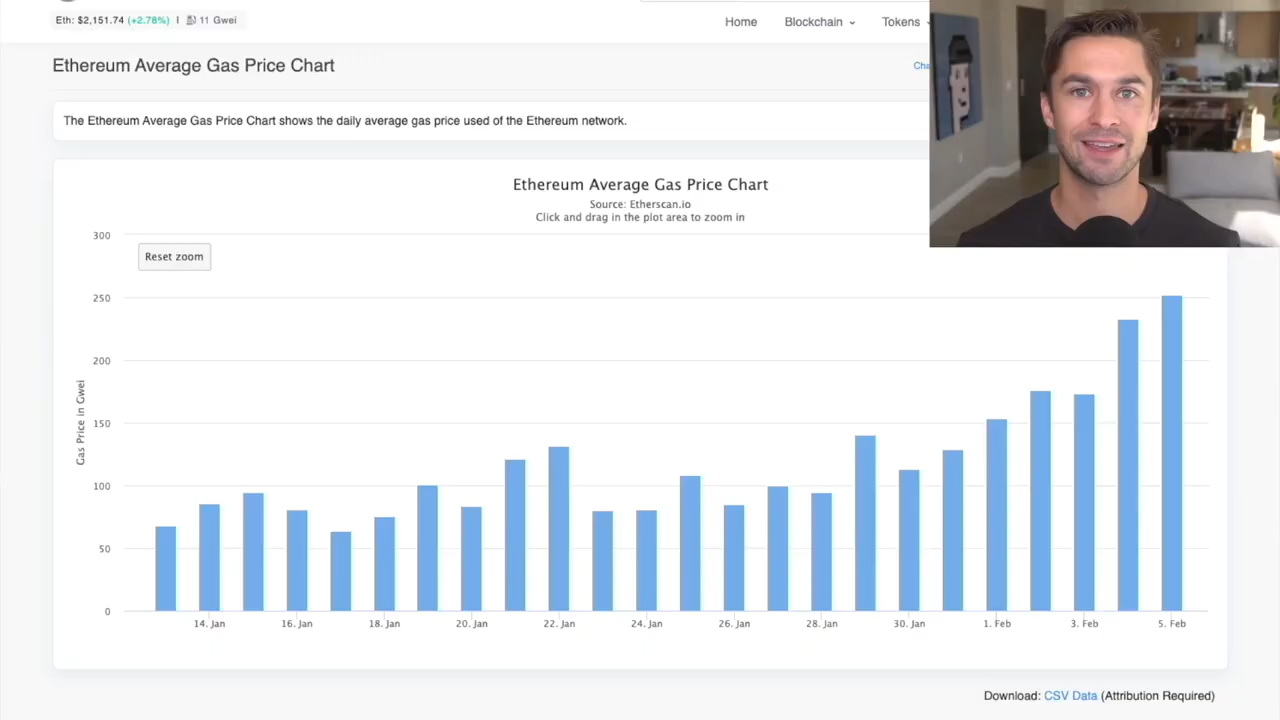 Eth: $2,151.74 (+2.78%) | 11 Gwei
Home Blockchain Tokens
Ethereum Average Gas Price Chart
The Ethereum Average Gas Price Chart shows the daily average gas price used of the Ethereum network.
Ethereum Average Gas Price Chart
Source: Etherscan.io
Click and drag in the plot area to zoom in
Reset zoom
Gas Price in Gwei
300
250
200
150
100
50
0
14. Jan 16. Jan 18. Jan 20. Jan 22. Jan 24. Jan 26. Jan 28. Jan 30. Jan 1. Feb 3. Feb 5. Feb
Download: CSV Data (Attribution Required)